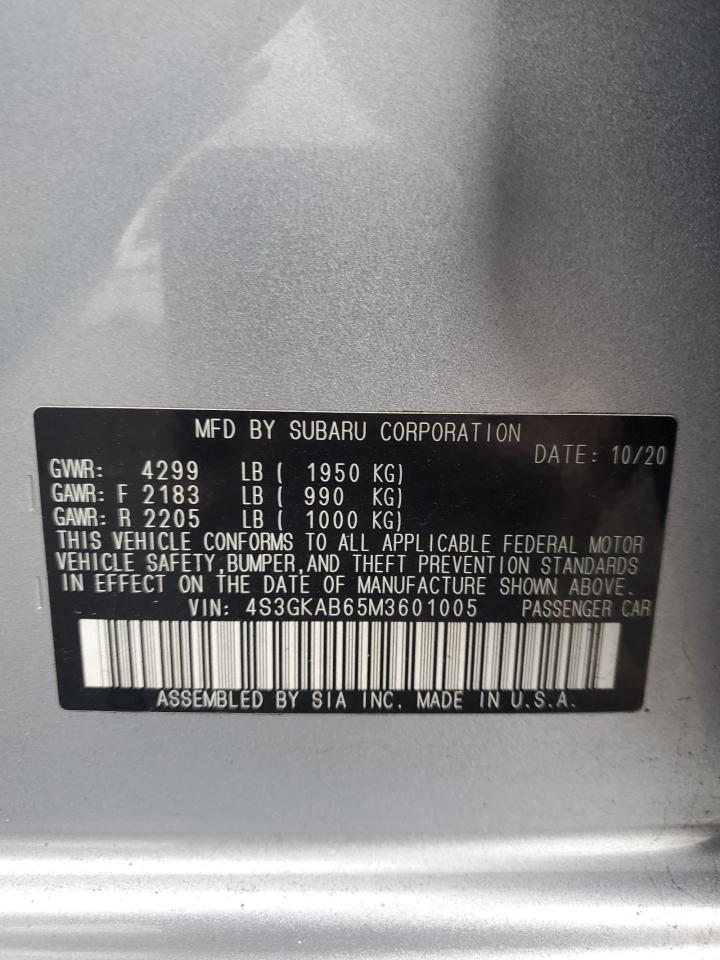 MFD BY SUBARU CORPORATION
DATE: 10/20
GVWR: 4299 LB ( 1950 KG)
GAWR: F 2183 LB ( 990 KG)
GAWR: R 2205 LB ( 1000 KG)
THIS VEHICLE CONFORMS TO ALL APPLICABLE FEDERAL MOTOR
VEHICLE SAFETY,BUMPER,AND THEFT PREVENTION STANDARDS
IN EFFECT ON THE DATE OF MANUFACTURE SHOWN ABOVE.
VIN: 4S3GKAB65M3601005 PASSENGER CAR
ASSEMBLED BY SIA INC. MADE IN U.S.A.